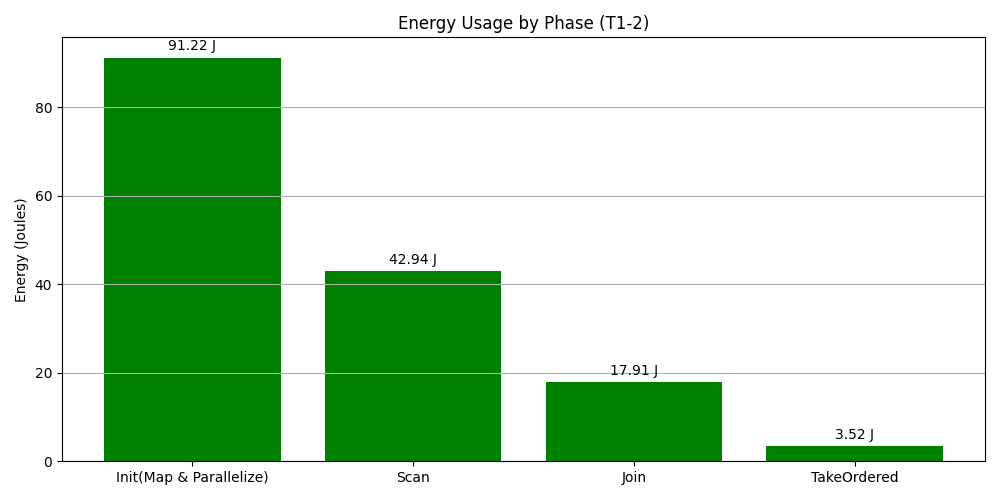 Energy Usage by Phase (T1-2)
91.22 J
42.94 J
17.91 J
3.52 J
Energy (Joules)
80
60
40
20
0
Init(Map & Parallelize)
Scan
Join
TakeOrdered